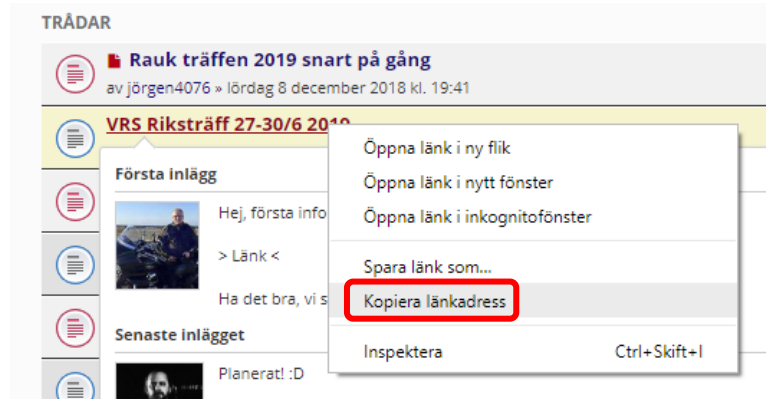 TRÅDAR
Rauk träffen 2019 snart på gång
av jörgen4076 » lördag 8 december 2018 kl. 19:41
VRS Riksträff 27-30/6 2019
Öppna länk i ny flik
Första inlägg
Öppna länk i nytt fönster
Hej, första info
Öppna länk i inkognitofönster
> Länk <
Spara länk som...
Ha det bra, vi s
Kopiera länkadress
Senaste inlägget
Inspektera Ctrl+Skift+I
Planerat! :D